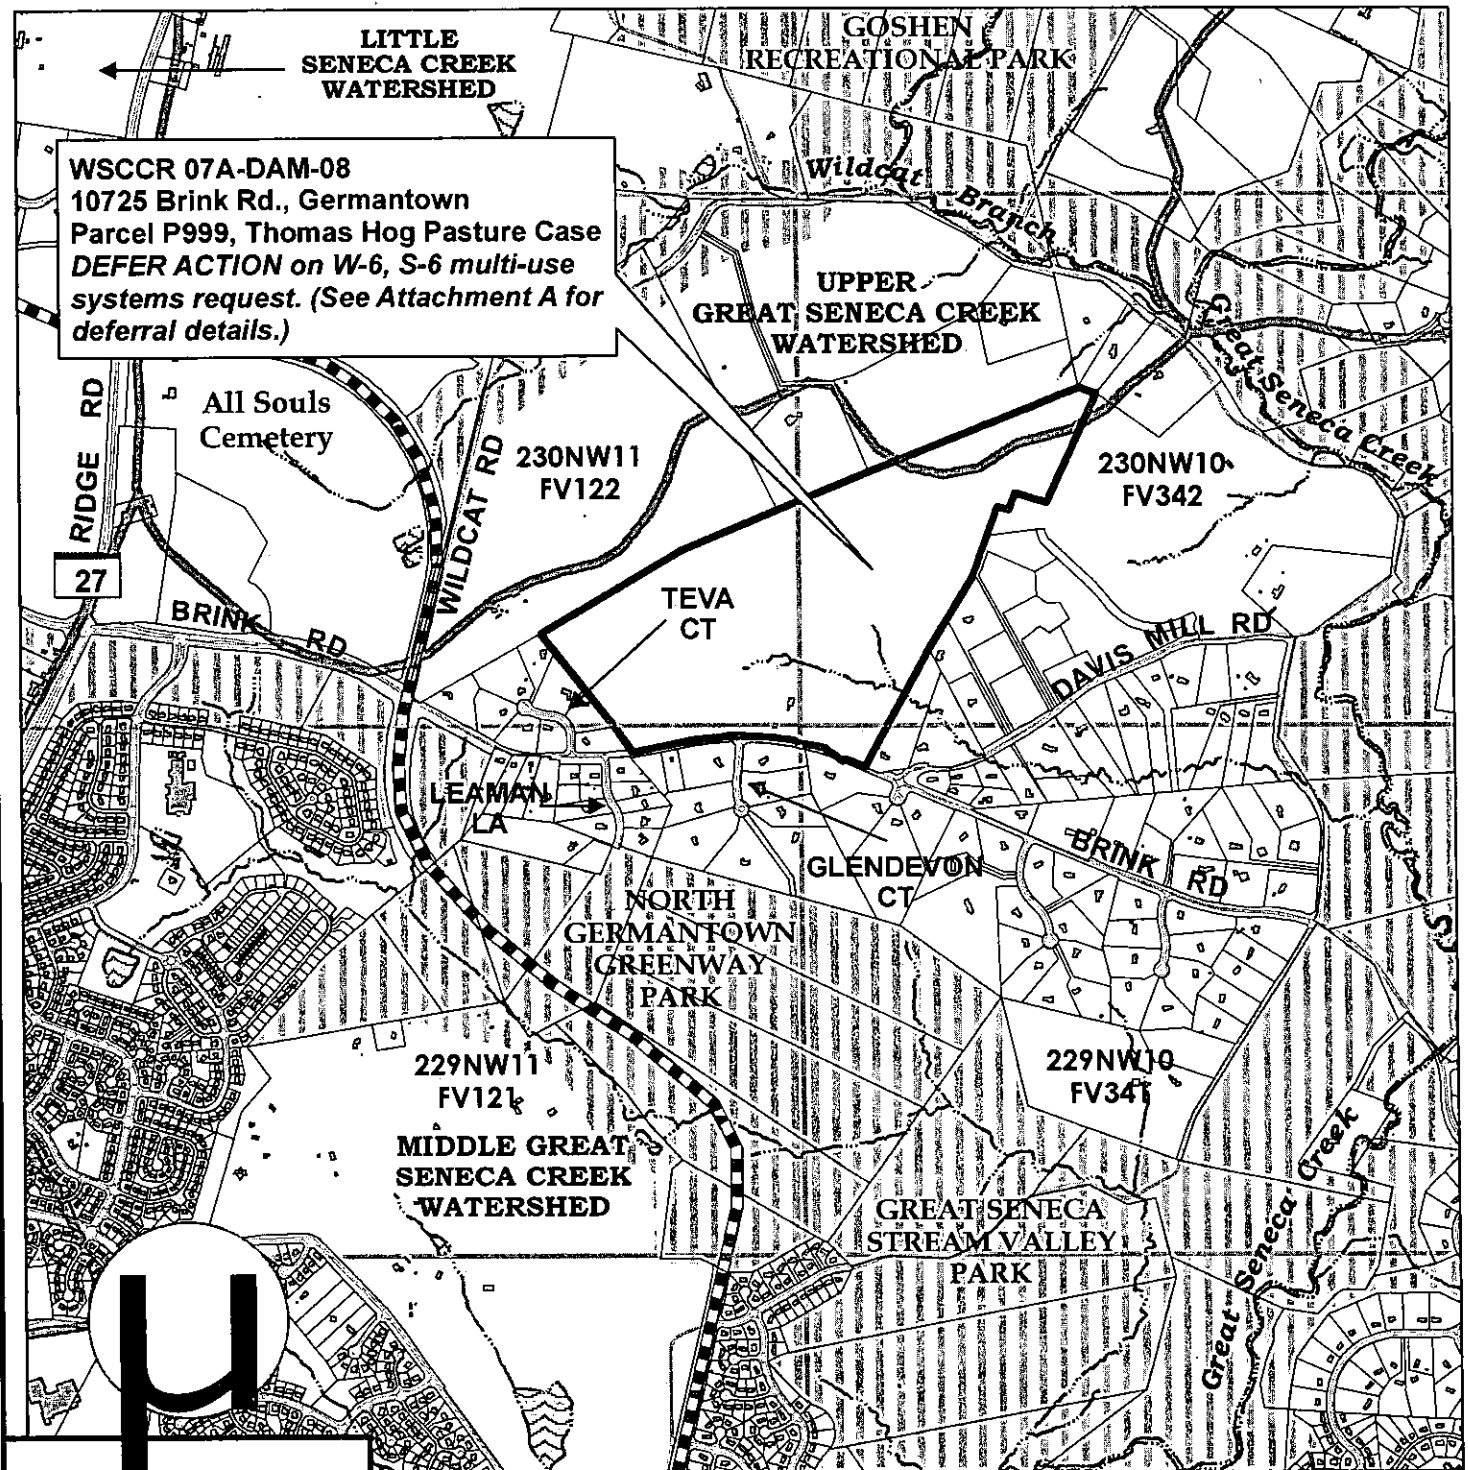 LITTLE
SENECA CREEK
WATERSHED
GOSHEN
RECREATIONAL PARK
WSCCR 07A-DAM-08
10725 Brink Rd., Germantown
Parcel P999, Thomas Hog Pasture Case
DEFER ACTION on W-6, S-6 multi-use
systems request. (See Attachment A for
deferral details.)
Wildcat Branch
UPPER
GREAT SENECA CREEK
WATERSHED
Great Seneca Creek
RIDGE RD
All Souls
Cemetery
WILDCAT RD
230NW11
FV122
230NW10
FV342
27
BRINK RD
TEVA
CT
DAVIS MILL RD
LEAMAN
LA
GLENDEVON
CT
BRINK RD
NORTH
GERMANTOWN
GREENWAY
PARK
229NW11
FV121
229NW10
FV341
MIDDLE GREAT
SENECA CREEK
WATERSHED
GREAT SENECA
STREAM VALLEY
PARK
Great Seneca Creek
S
µ